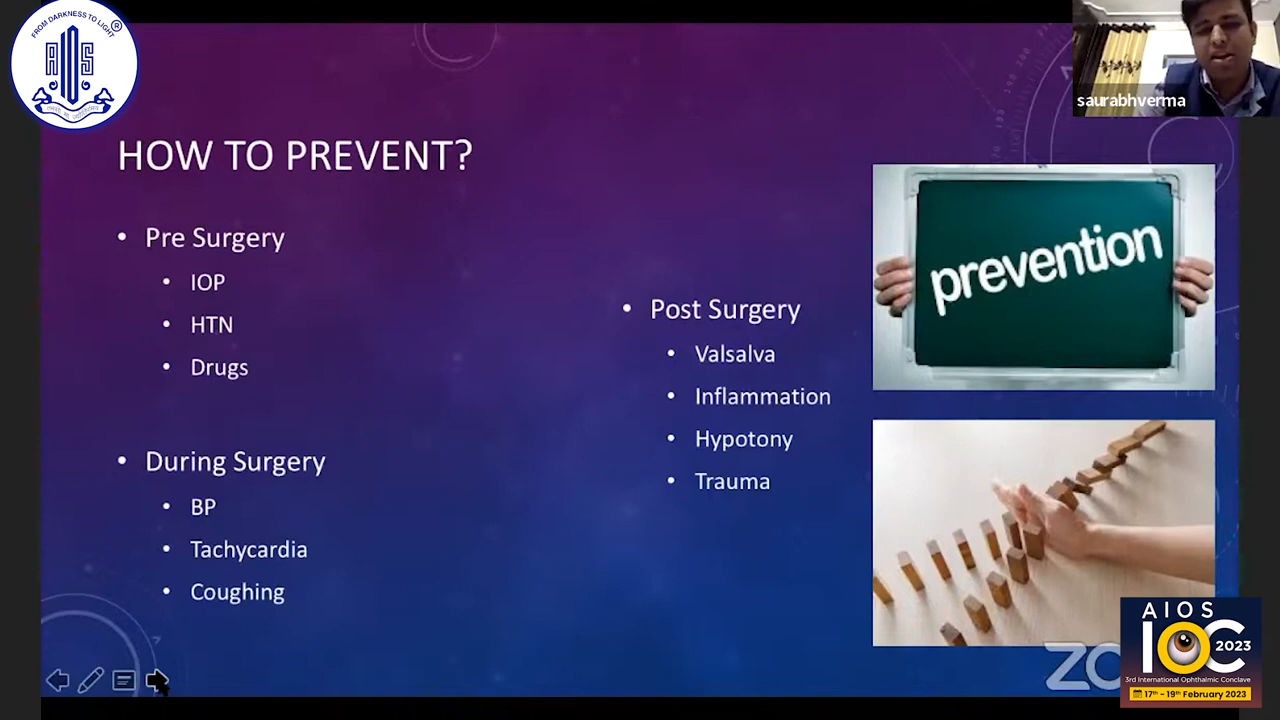 FROM DARKNESS TO LIGHT
®
AIOS
saurabhverma
HOW TO PREVENT?
• Pre Surgery
• IOP
• HTN
• Drugs
• During Surgery
• BP
• Tachycardia
• Coughing
• Post Surgery
• Valsalva
• Inflammation
• Hypotony
• Trauma
prevention
AIOS
IOC 2023
3rd International Ophthalmic Conclave
17th - 19th February 2023